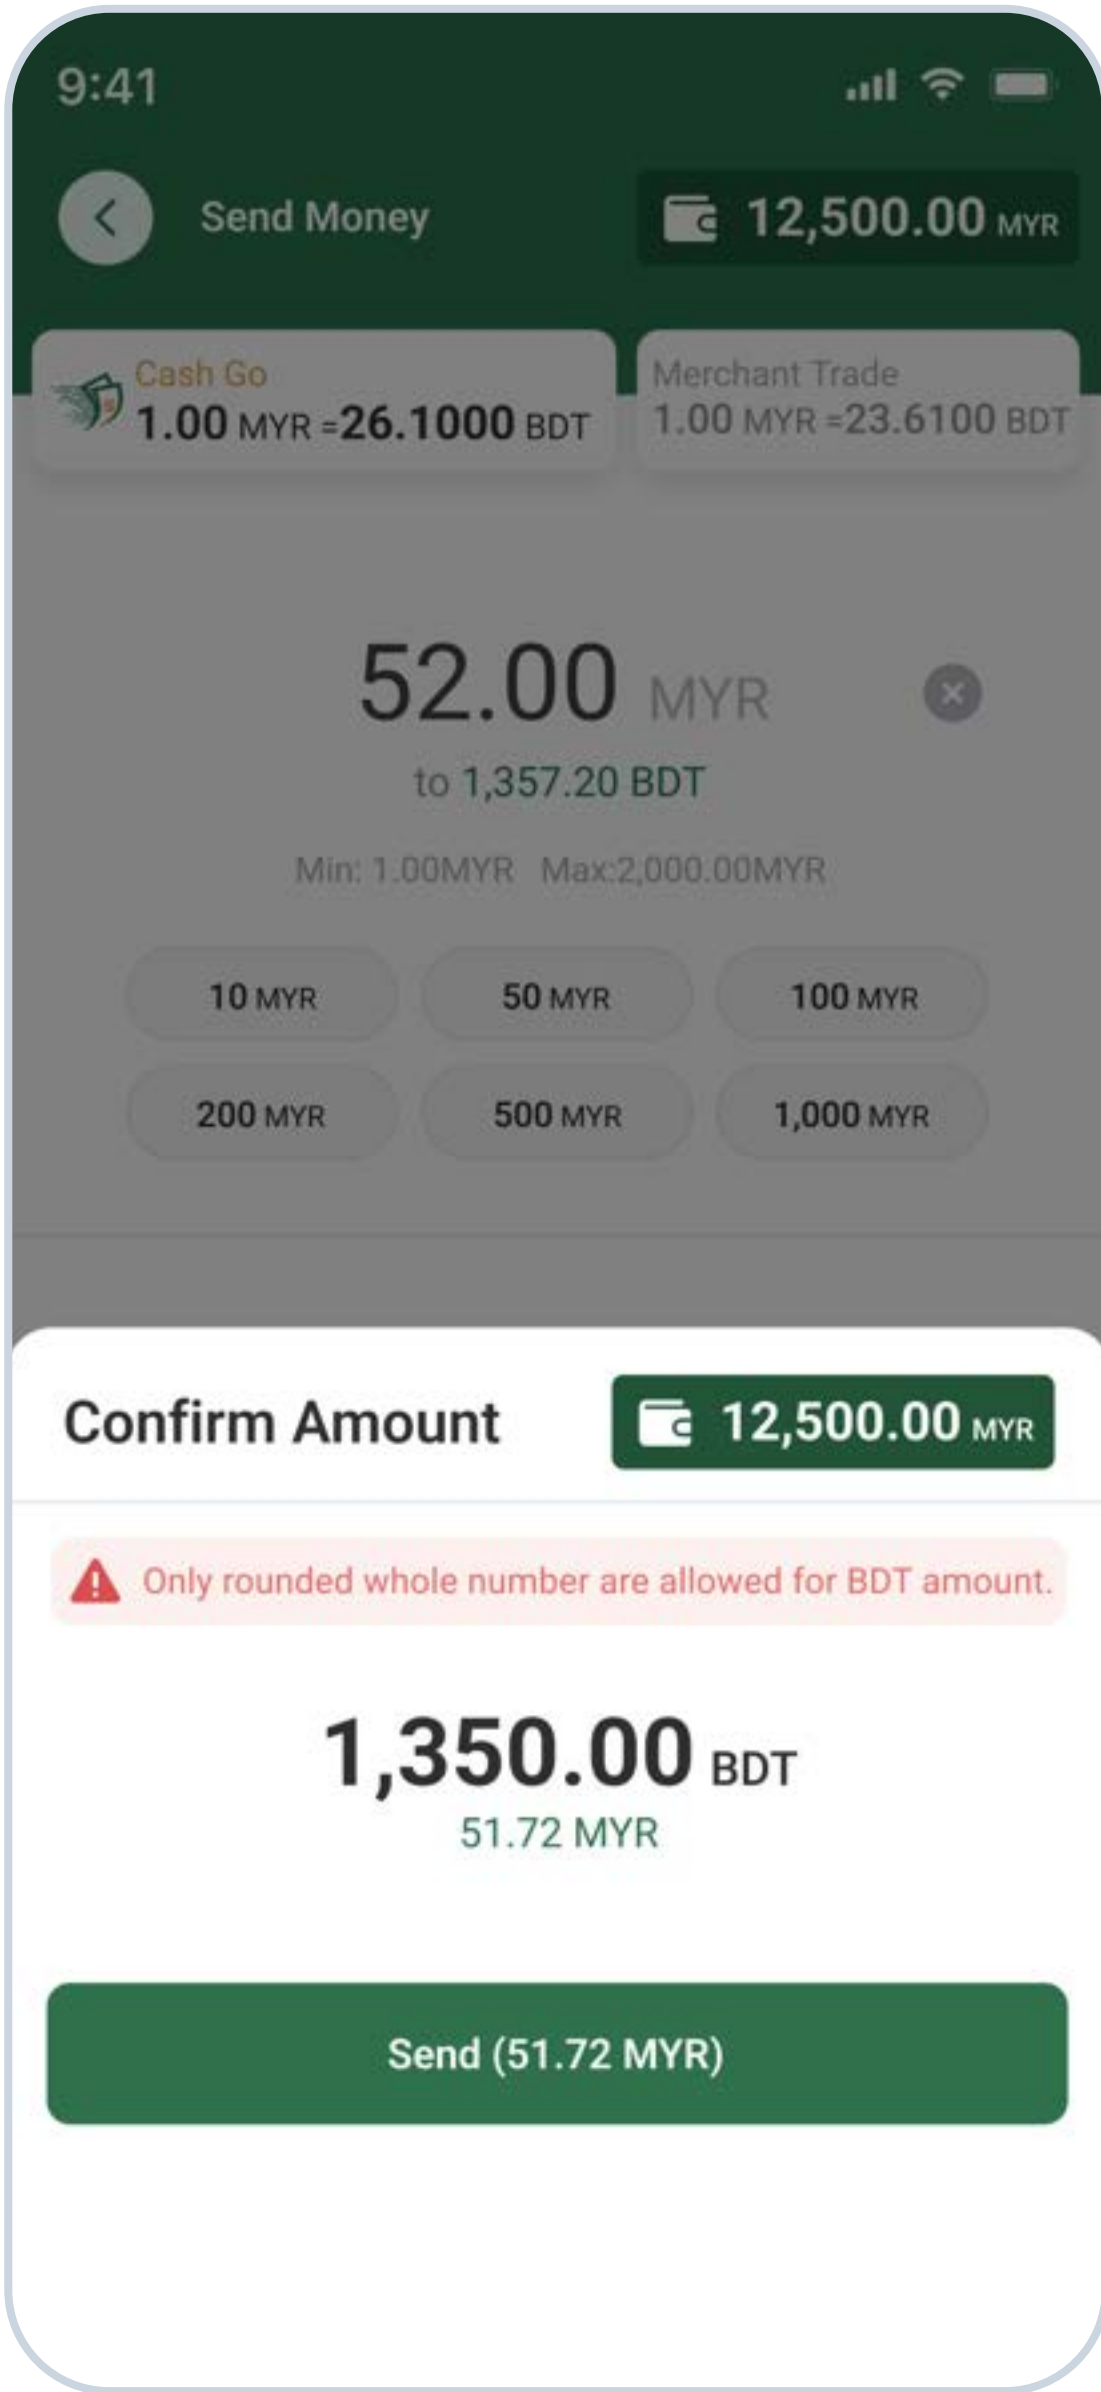 9:41
Send Money
12,500.00 MYR
Cash Go
1.00 MYR =26.1000 BDT
Merchant Trade
1.00 MYR =23.6100 BDT
52.00 MYR
to 1,357.20 BDT
Min: 1.00MYR Max:2,000.00MYR
10 MYR
50 MYR
100 MYR
200 MYR
500 MYR
1,000 MYR
Confirm Amount
12,500.00 MYR
Only rounded whole number are allowed for BDT amount.
1,350.00 BDT
51.72 MYR
Send (51.72 MYR)